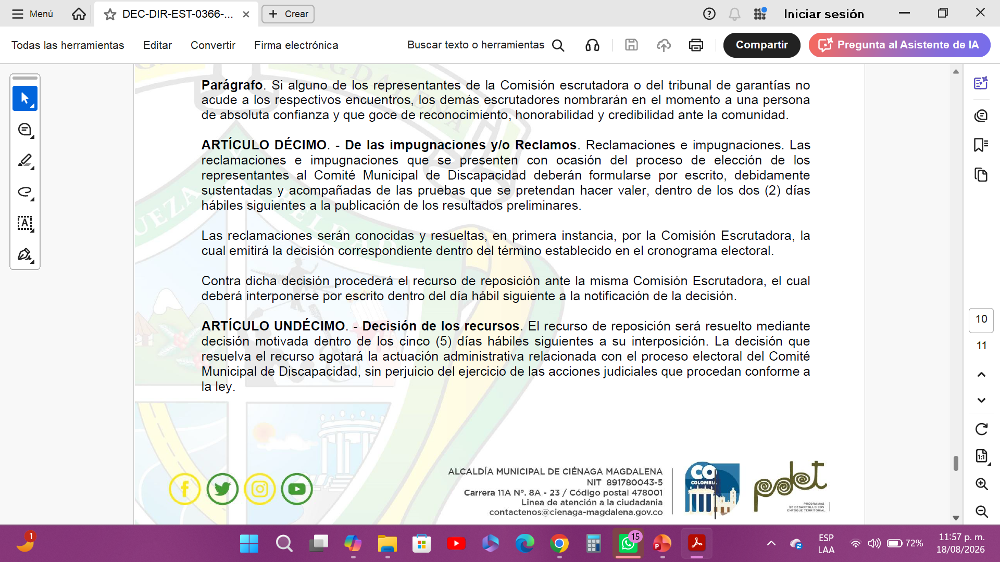 Menú
DEC-DIR-EST-0366-...
Crear
Iniciar sesión
Todas las herramientas
Editar
Convertir
Firma electrónica
Buscar texto o herramientas
Compartir
Pregunta al Asistente de IA
Parágrafo. Si alguno de los representantes de la Comisión escrutadora o del tribunal de garantías no
acude a los respectivos encuentros, los demás escrutadores nombrarán en el momento a una persona
de absoluta confianza y que goce de reconocimiento, honorabilidad y credibilidad ante la comunidad.
ARTÍCULO DÉCIMO. - De las impugnaciones y/o Reclamos. Reclamaciones e impugnaciones. Las
reclamaciones e impugnaciones que se presenten con ocasión del proceso de elección de los
representantes al Comité Municipal de Discapacidad deberán formularse por escrito, debidamente
sustentadas y acompañadas de las pruebas que se pretendan hacer valer, dentro de los dos (2) días
hábiles siguientes a la publicación de los resultados preliminares.
Las reclamaciones serán conocidas y resueltas, en primera instancia, por la Comisión Escrutadora, la
cual emitirá la decisión correspondiente dentro del término establecido en el cronograma electoral.
Contra dicha decisión procederá el recurso de reposición ante la misma Comisión Escrutadora, el cual
deberá interponerse por escrito dentro del día hábil siguiente a la notificación de la decisión.
ARTÍCULO UNDÉCIMO. - Decisión de los recursos. El recurso de reposición será resuelto mediante
decisión motivada dentro de los cinco (5) días hábiles siguientes a su interposición. La decisión que
resuelva el recurso agotará la actuación administrativa relacionada con el proceso electoral del Comité
Municipal de Discapacidad, sin perjuicio del ejercicio de las acciones judiciales que procedan conforme a
la ley.
ALCALDÍA MUNICIPAL DE CIÉNAGA MAGDALENA
NIT 891780043-5
Carrera 11A N°. 8A - 23 / Código postal 478001
Linea de atención a la ciudadania
contactenos@cienaga-magdalena.gov.co
CO
COLOMBIA
pdet
PROGRAMAS
DE DESARROLLO CON
ENFOQUE TERRITORIAL
10
11
1:1
1
15
ESP
LAA
72%
11:57 p. m.
18/08/2026